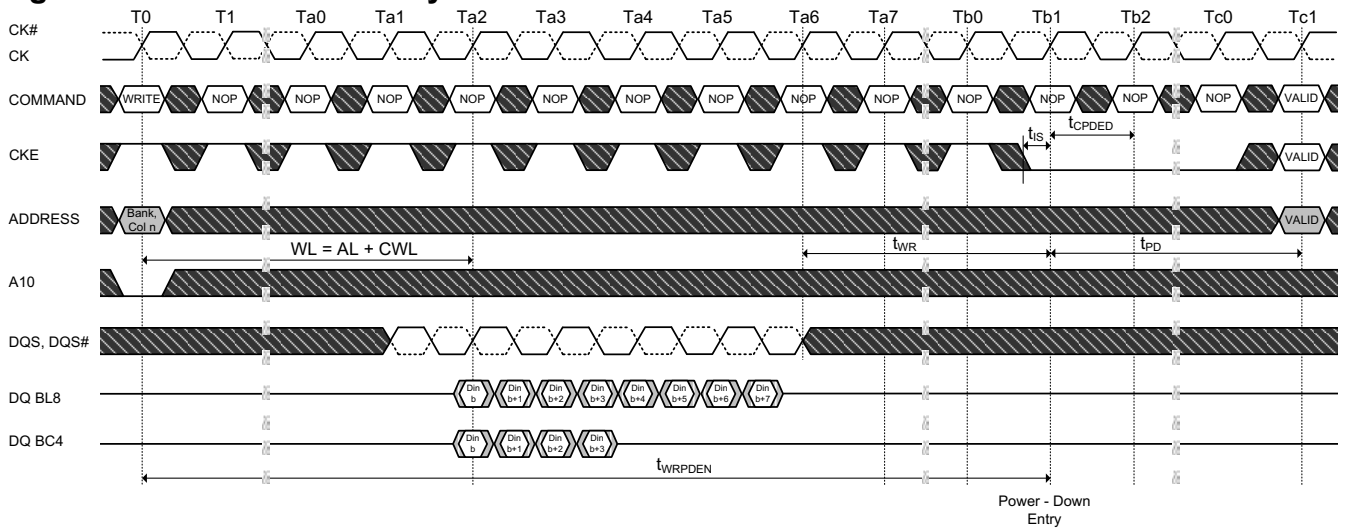 T0 T1 Ta0 Ta1 Ta2 Ta3 Ta4 Ta5 Ta6 Ta7 Tb0 Tb1 Tb2 Tc0 Tc1
CK#
CK
COMMAND WRITE NOP NOP NOP NOP NOP NOP NOP NOP NOP NOP NOP NOP NOP VALID
tIS tCPDED
CKE VALID
ADDRESS Bank, Col n VALID
WL = AL + CWL tWR tPD
A10
DQS, DQS#
DQ BL8 Din b Din b+1 Din b+2 Din b+3 Din b+4 Din b+5 Din b+6 Din b+7
DQ BC4 Din b Din b+1 Din b+2 Din b+3
tWRPDEN
Power - Down
Entry